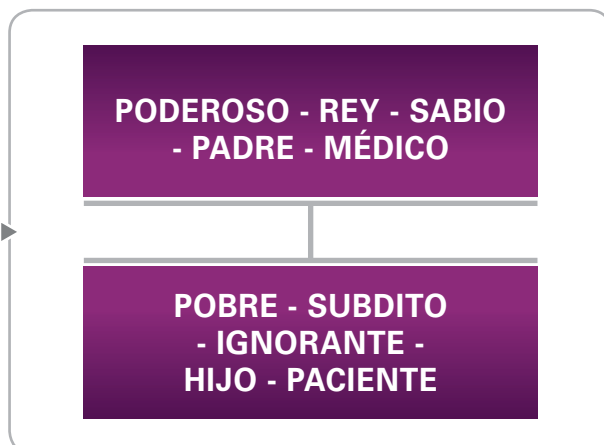 PODEROSO - REY - SABIO
- PADRE - MÉDICO
POBRE - SUBDITO
- IGNORANTE -
HIJO - PACIENTE